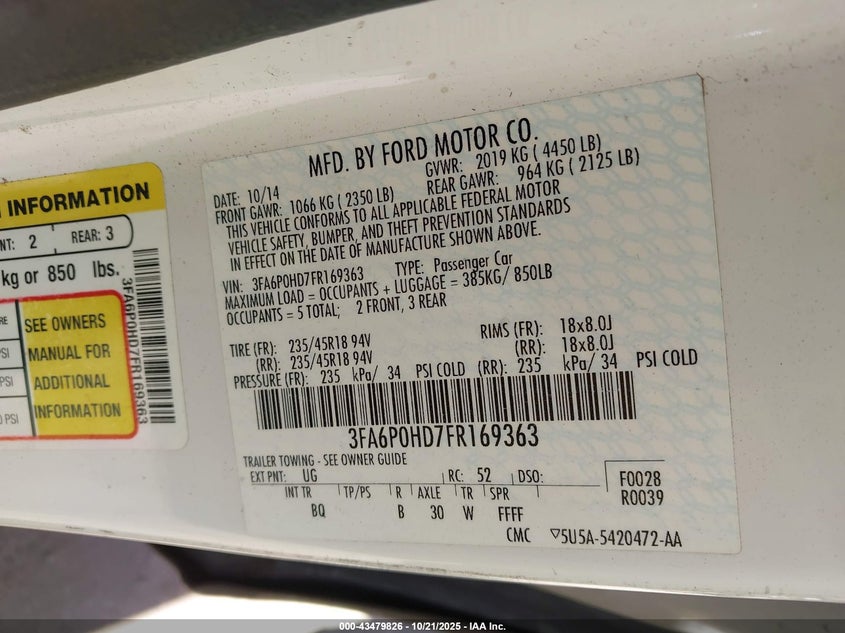 INFORMATION
NT: 2 REAR: 3
kg or 850 lbs.
SEE OWNERS
MANUAL FOR
ADDITIONAL
INFORMATION
PSI
PSI
PSI
3FA6P0HD7FR169363
MFD. BY FORD MOTOR CO.
DATE: 10/14 GVWR: 2019 KG ( 4450 LB)
FRONT GAWR: 1066 KG ( 2350 LB) REAR GAWR: 964 KG ( 2125 LB)
THIS VEHICLE CONFORMS TO ALL APPLICABLE FEDERAL MOTOR
VEHICLE SAFETY, BUMPER, AND THEFT PREVENTION STANDARDS
IN EFFECT ON THE DATE OF MANUFACTURE SHOWN ABOVE.
VIN: 3FA6P0HD7FR169363 TYPE: Passenger Car
MAXIMUM LOAD = OCCUPANTS + LUGGAGE = 385KG/ 850LB
OCCUPANTS = 5 TOTAL; 2 FRONT, 3 REAR
TIRE (FR): 235/45R18 94V RIMS (FR): 18x8.0J
(RR): 235/45R18 94V (RR): 18x8.0J
PRESSURE (FR): 235 kPa/ 34 PSI COLD (RR): 235 kPa/ 34 PSI COLD
3FA6P0HD7FR169363
TRAILER TOWING - SEE OWNER GUIDE
EXT PNT: UG RC: 52 DSO: F0028
R0039
INT TR TP/PS R AXLE TR SPR
BQ B 30 W FFFF
CMC ▽5U5A-5420472-AA
000-43479826 - 10/21/2025 - IAA Inc.